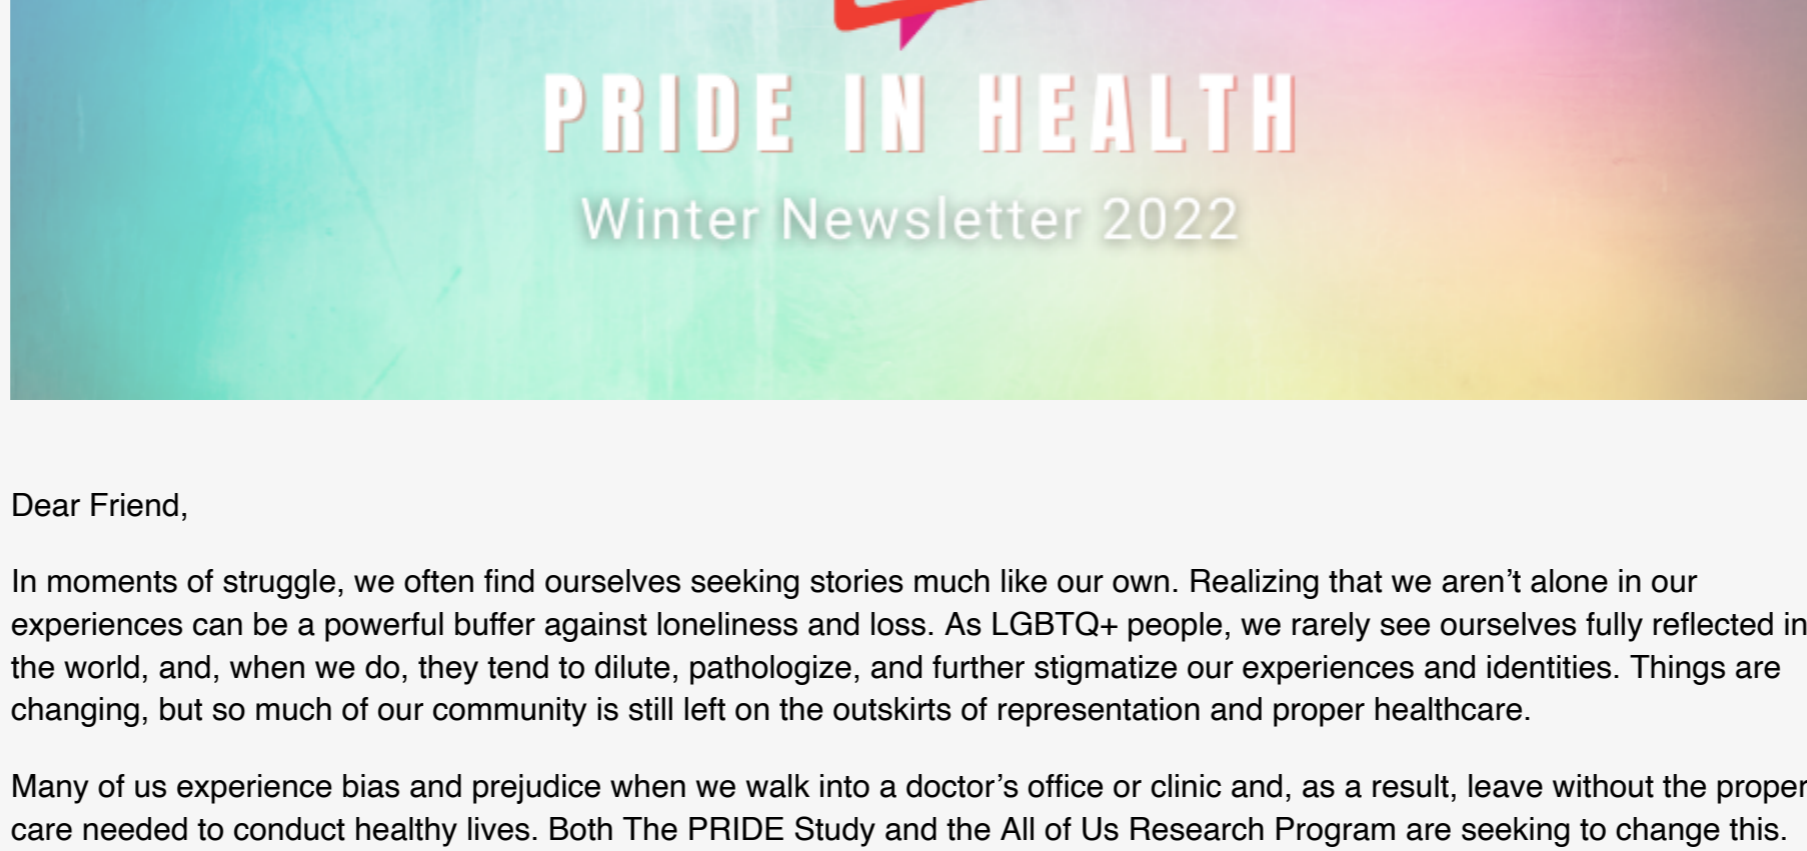 PRIDE IN HEALTH
Winter Newsletter 2022
Dear Friend,
In moments of struggle, we often find ourselves seeking stories much like our own. Realizing that we aren’t alone in our
experiences can be a powerful buffer against loneliness and loss. As LGBTQ+ people, we rarely see ourselves fully reflected in
the world, and, when we do, they tend to dilute, pathologize, and further stigmatize our experiences and identities. Things are
changing, but so much of our community is still left on the outskirts of representation and proper healthcare.
Many of us experience bias and prejudice when we walk into a doctor’s office or clinic and, as a result, leave without the proper
care needed to conduct healthy lives. Both The PRIDE Study and the All of Us Research Program are seeking to change this.